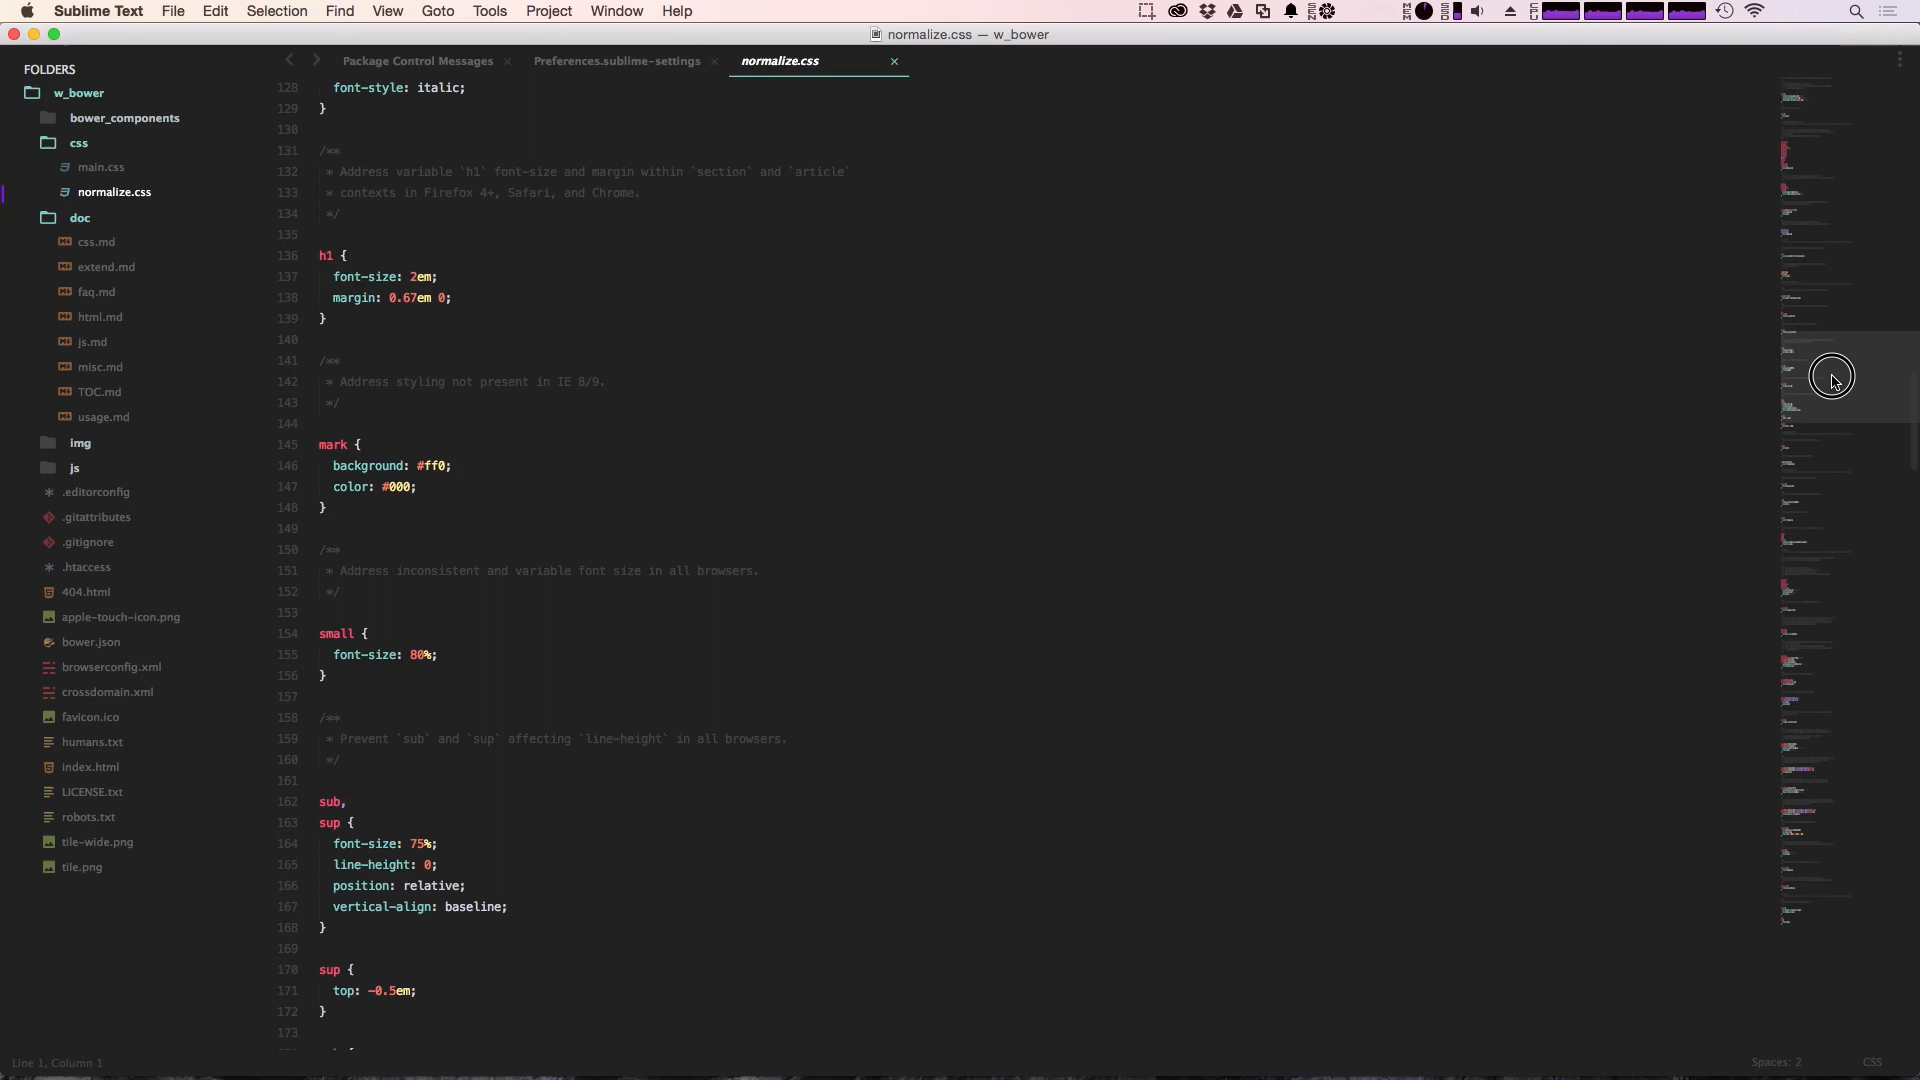 Sublime Text File Edit Selection Find View Goto Tools Project Window Help
normalize.css — w_bower
FOLDERS
w_bower
bower_components
css
main.css
normalize.css
doc
css.md
extend.md
faq.md
html.md
js.md
misc.md
TOC.md
usage.md
img
js
.editorconfig
.gitattributes
.gitignore
.htaccess
404.html
apple-touch-icon.png
bower.json
browserconfig.xml
crossdomain.xml
favicon.ico
humans.txt
index.html
LICENSE.txt
robots.txt
tile-wide.png
tile.png
Package Control Messages × Preferences.sublime-settings × normalize.css ×
128 font-style: italic;
129 }
130
131 /**
132 * Address variable `h1` font-size and margin within `section` and `article`
133 * contexts in Firefox 4+, Safari, and Chrome.
134 */
135
136 h1 {
137 font-size: 2em;
138 margin: 0.67em 0;
139 }
140
141 /**
142 * Address styling not present in IE 8/9.
143 */
144
145 mark {
146 background: #ff0;
147 color: #000;
148 }
149
150 /**
151 * Address inconsistent and variable font size in all browsers.
152 */
153
154 small {
155 font-size: 80%;
156 }
157
158 /**
159 * Prevent `sub` and `sup` affecting `line-height` in all browsers.
160 */
161
162 sub,
163 sup {
164 font-size: 75%;
165 line-height: 0;
166 position: relative;
167 vertical-align: baseline;
168 }
169
170 sup {
171 top: -0.5em;
172 }
173
Line 1, Column 1
Spaces: 2 CSS